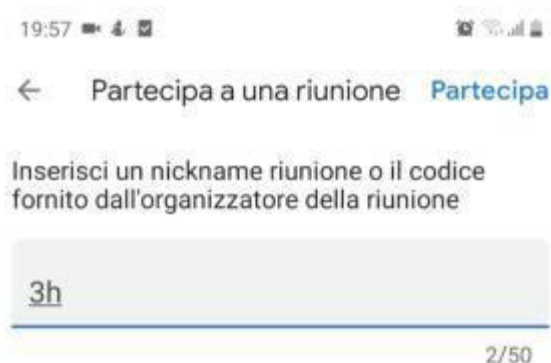 19:57
Partecipa a una riunione Partecipa
Inserisci un nickname riunione o il codice
fornito dall'organizzatore della riunione
3h
2/50